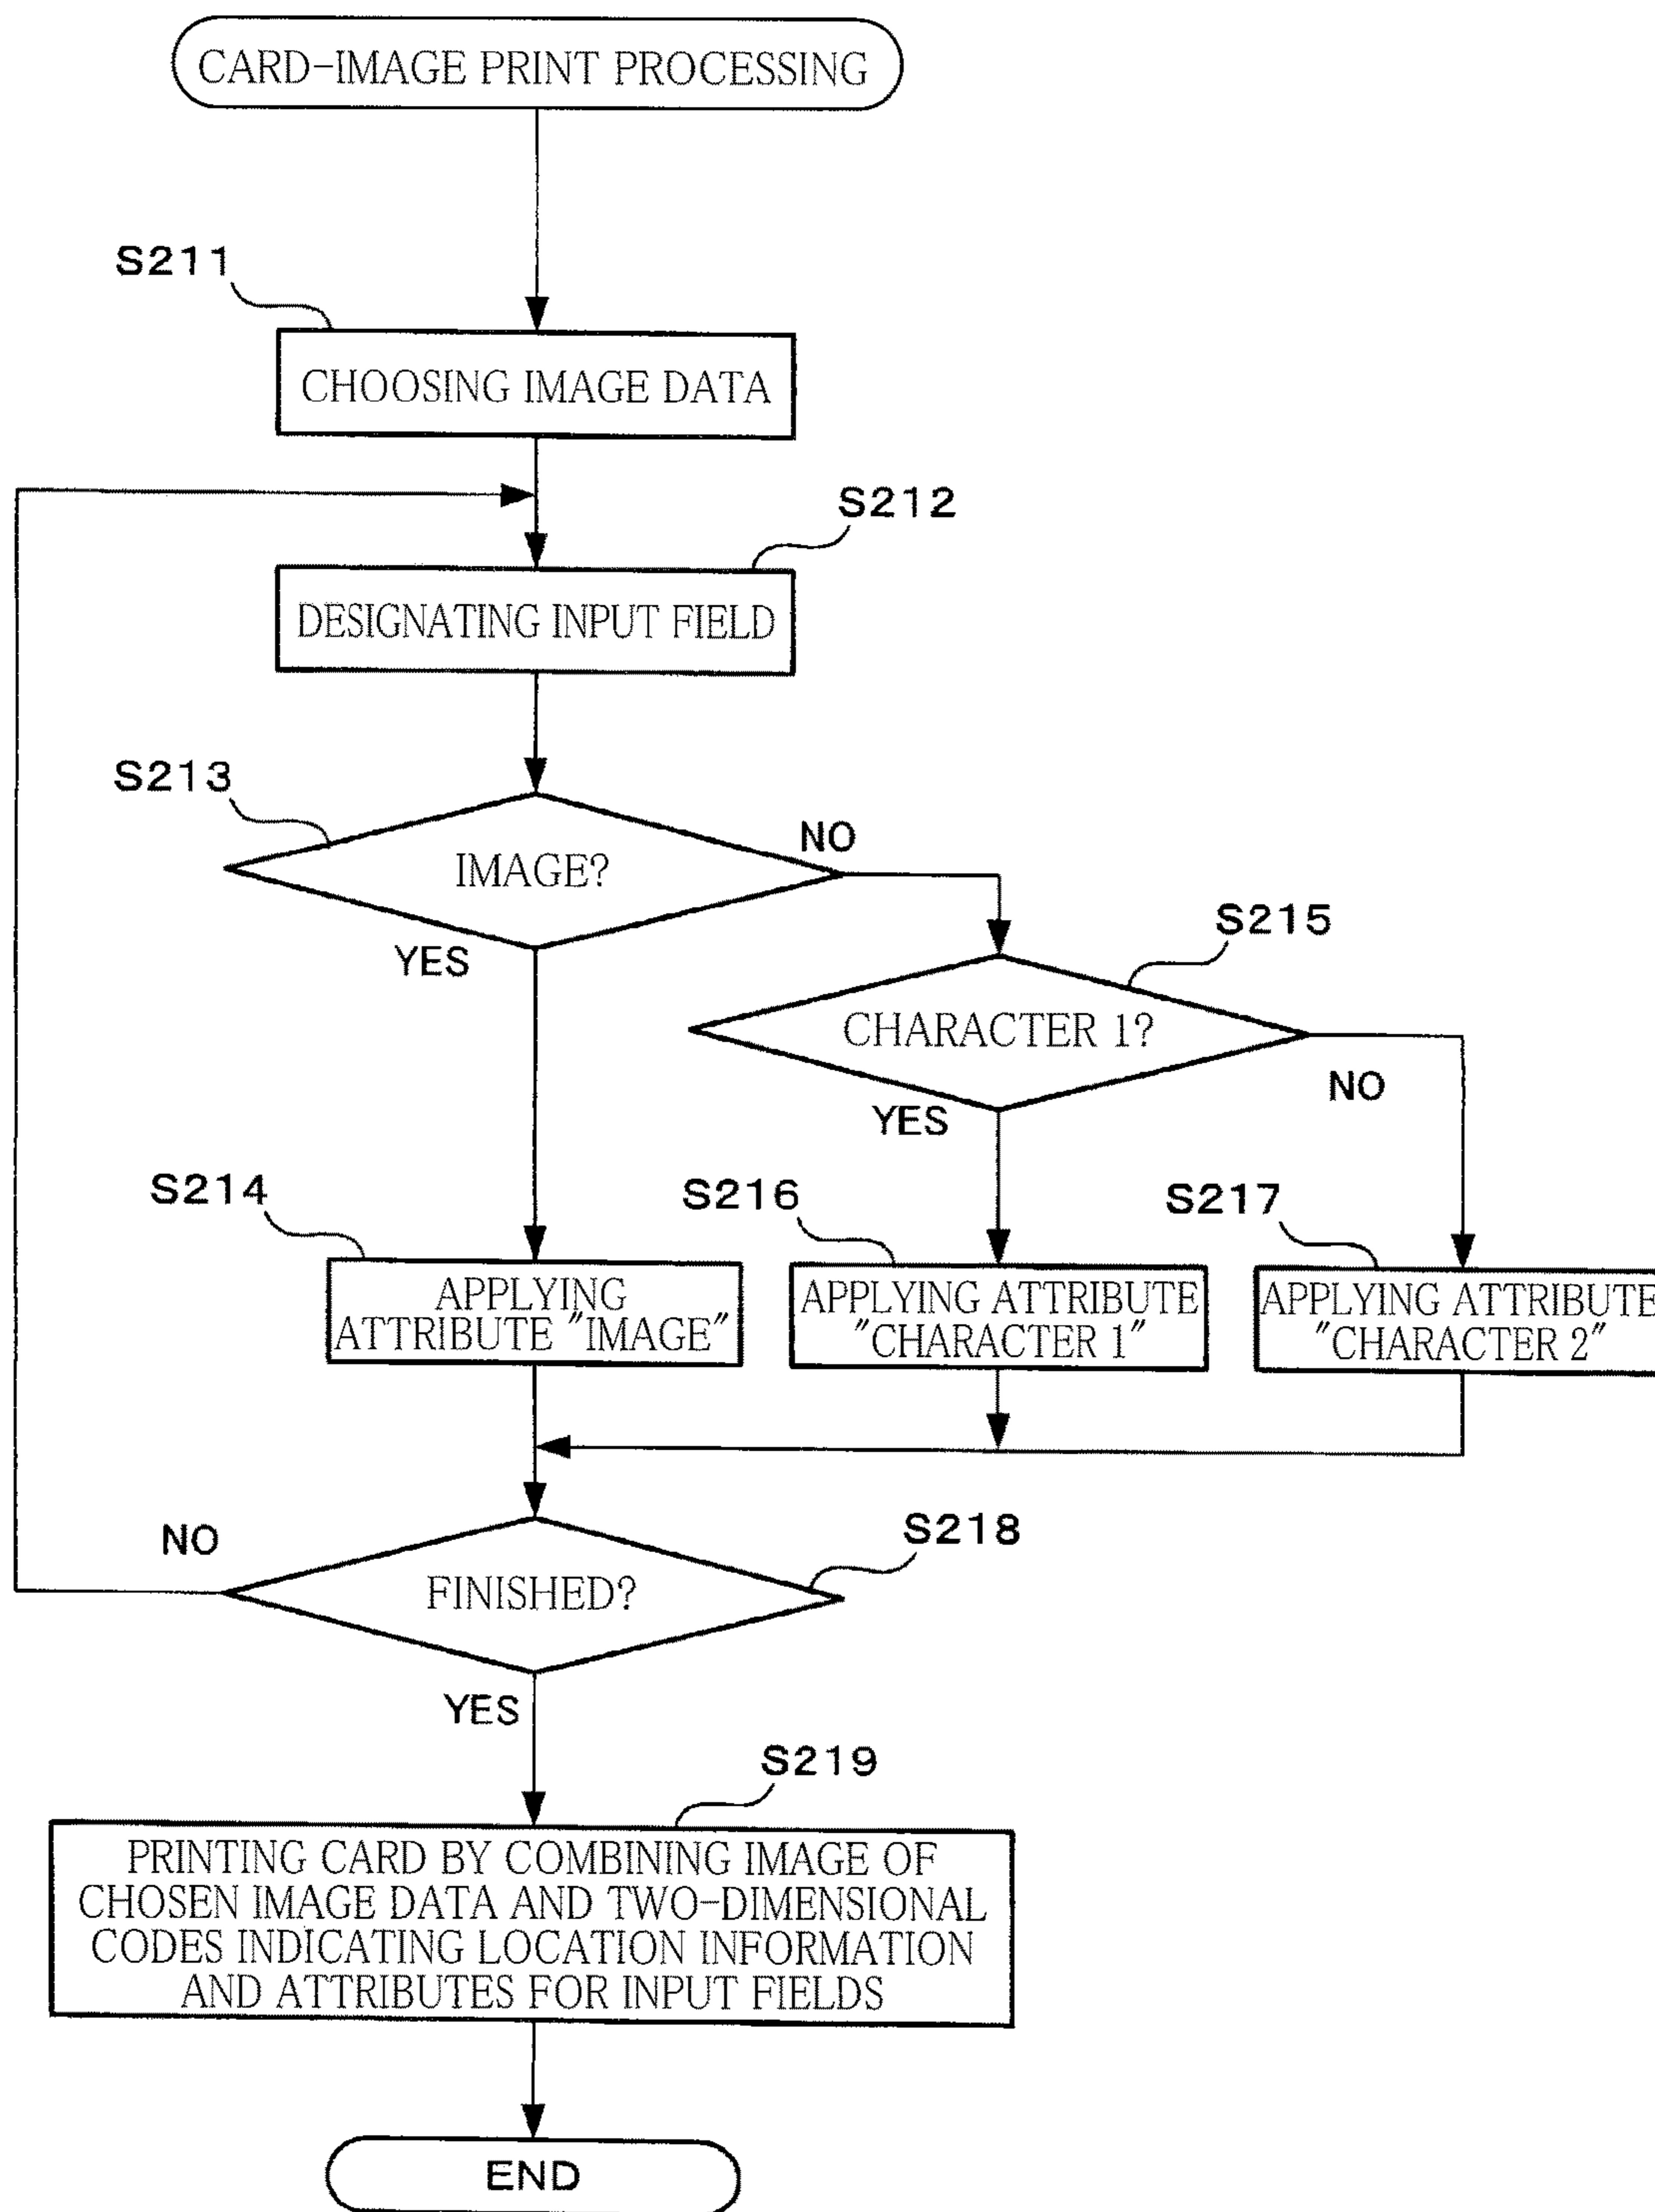 CARD-IMAGE PRINT PROCESSING
S211
CHOOSING IMAGE DATA
S212
DESIGNATING INPUT FIELD
S213
IMAGE?
NO
YES
S215
CHARACTER 1?
NO
YES
S214
APPLYING
ATTRIBUTE "IMAGE"
S216
APPLYING ATTRIBUTE
"CHARACTER 1"
S217
APPLYING ATTRIBUTE
"CHARACTER 2"
NO
S218
FINISHED?
YES
S219
PRINTING CARD BY COMBINING IMAGE OF
CHOSEN IMAGE DATA AND TWO-DIMENSIONAL
CODES INDICATING LOCATION INFORMATION
AND ATTRIBUTES FOR INPUT FIELDS
END